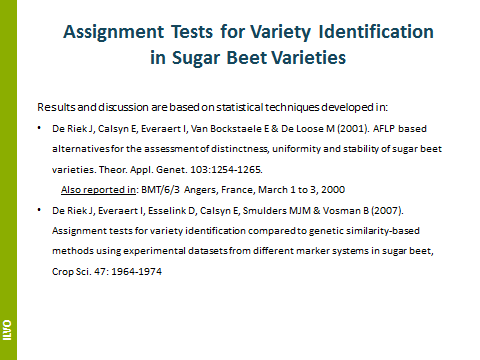 Assignment Tests for Variety Identification
in Sugar Beet Varieties
Results and discussion are based on statistical techniques developed in:
• De Riek J, Calsyn E, Everaert I, Van Bockstaele E & De Loose M (2001). AFLP based
alternatives for the assessment of distinctness, uniformity and stability of sugar beet
varieties. Theor. Appl. Genet. 103:1254-1265.
Also reported in: BMT/6/3 Angers, France, March 1 to 3, 2000
• De Riek J, Everaert I, Esselink D, Calsyn E, Smulders MJM & Vosman B (2007).
Assignment tests for variety identification compared to genetic similarity-based
methods using experimental datasets from different marker systems in sugar beet,
Crop Sci. 47: 1964-1974
ILVO